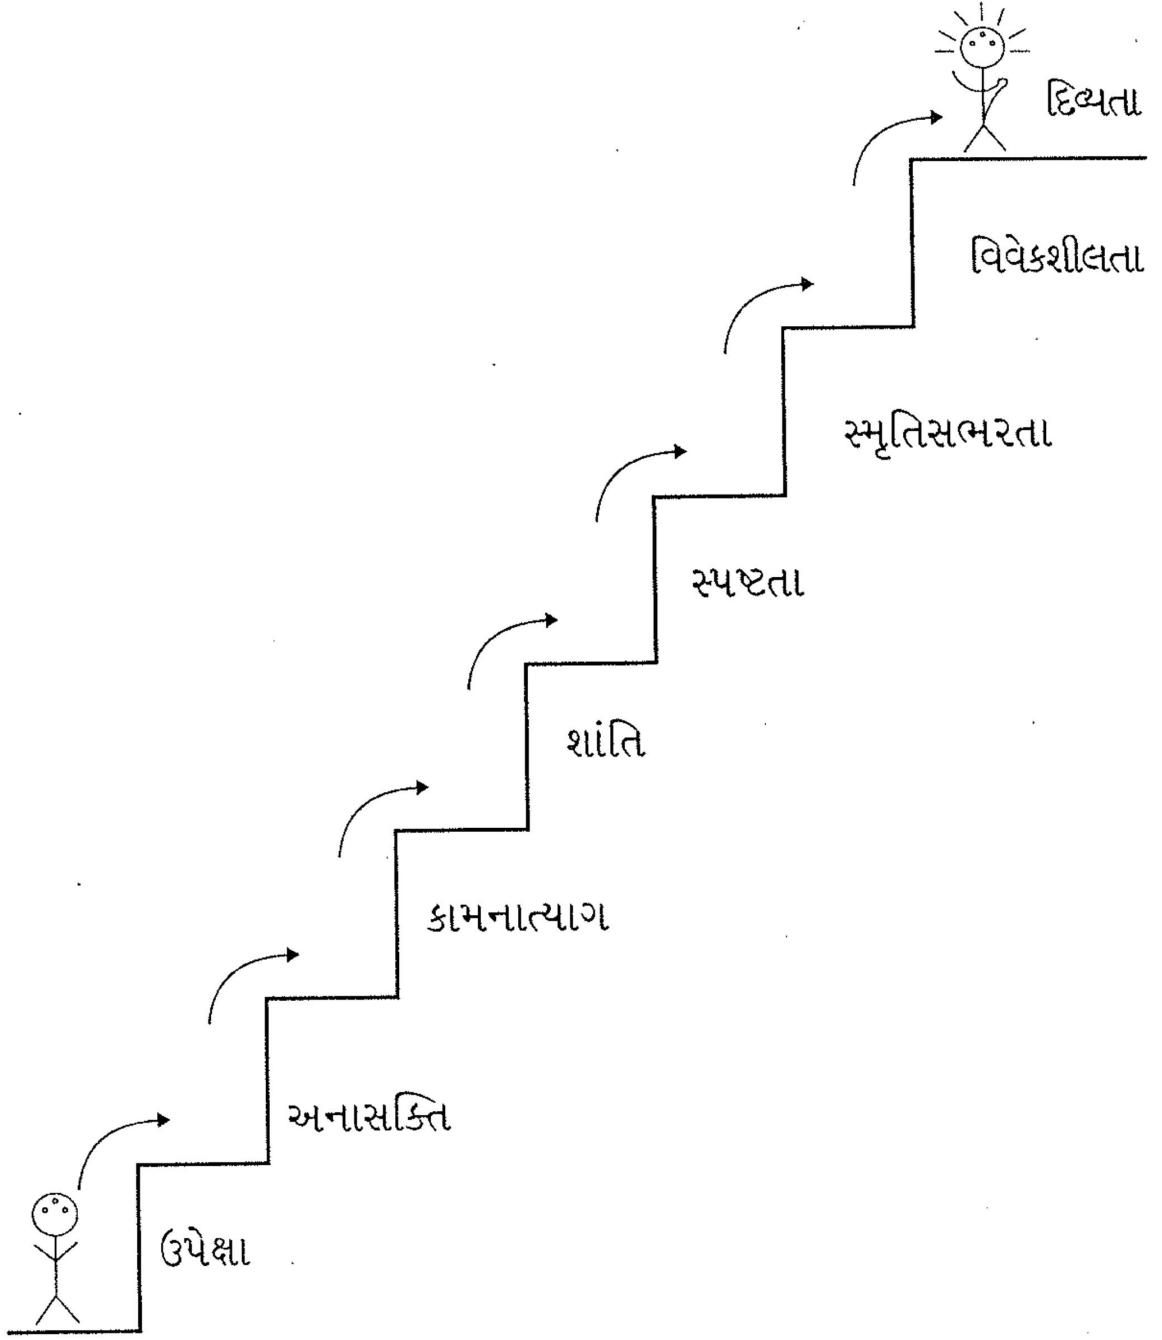 દિવ્યતા
વિવેકશીલતા
સ્મૃતિસભરતા
સ્પષ્ટતા
શાંતિ
કામનાત્યાગ
અનાસક્તિ
ઉપેક્ષા